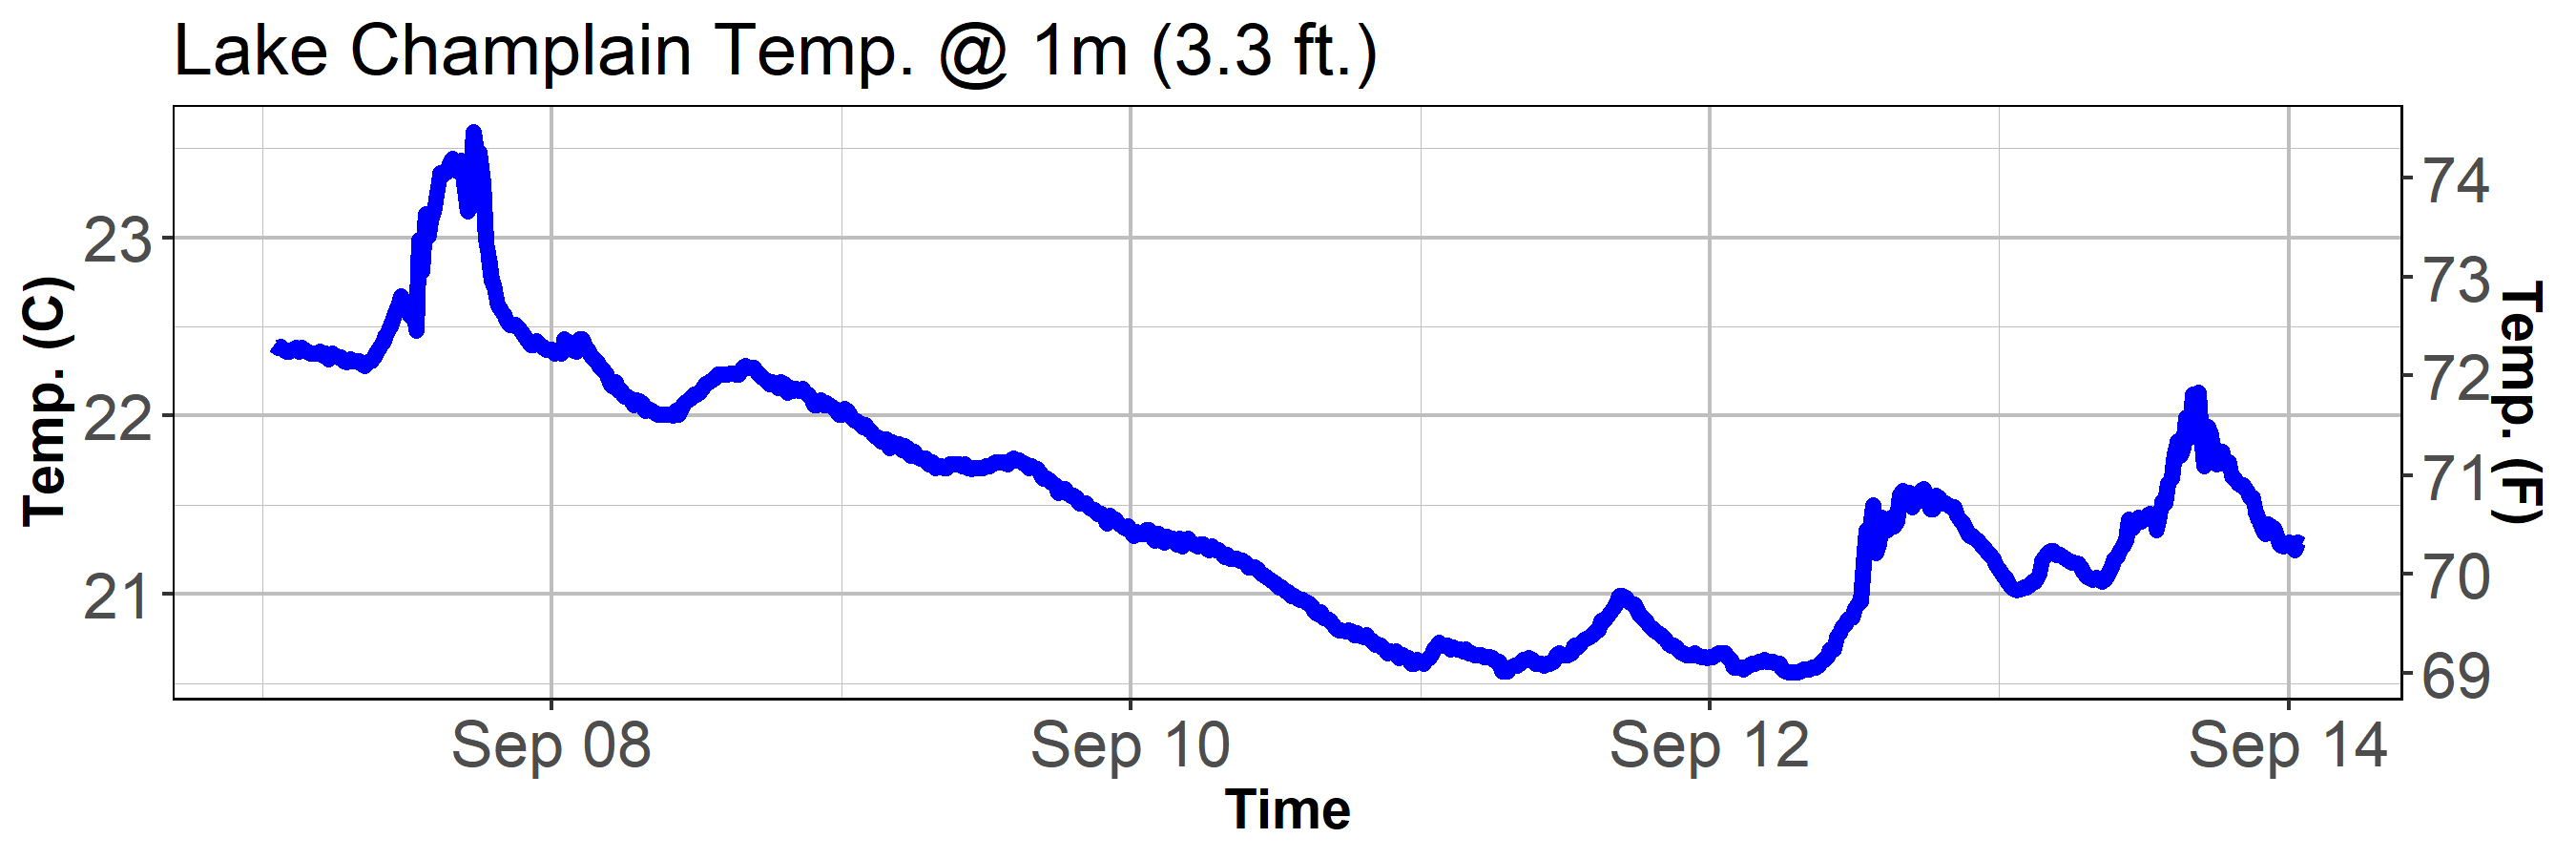 Lake Champlain Temp. @ 1m (3.3 ft.)
Temp. (C)
23
22
21
74
73
72
71
70
69
Temp. (F)
Sep 08
Sep 10
Sep 12
Sep 14
Time